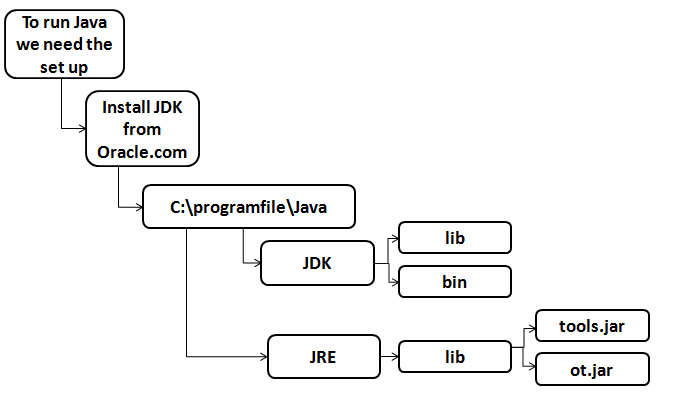 To run Java
we need the
set up
Install JDK
from
Oracle.com
C:\programfile\Java
JDK
lib
bin
JRE
lib
tools.jar
ot.jar